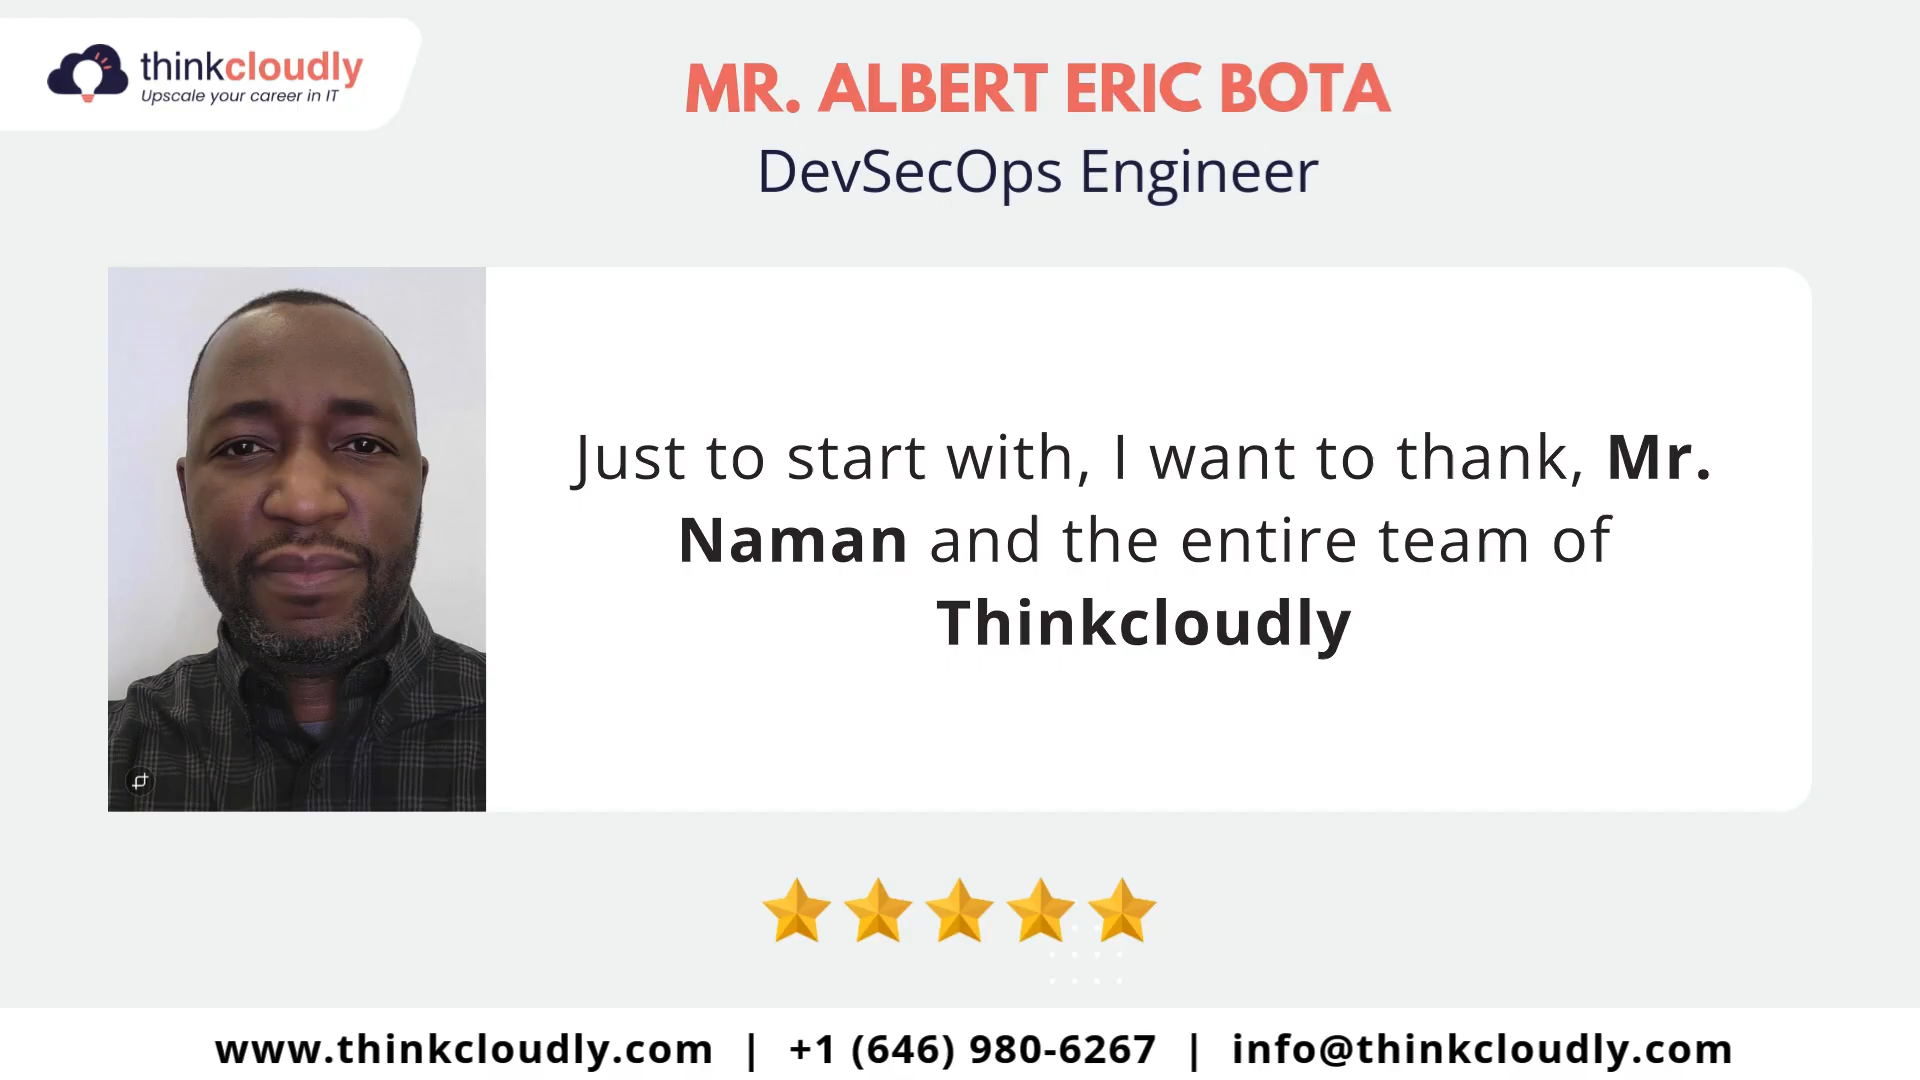 thinkcloudly
Upscale your career in IT
MR. ALBERT ERIC BOTA
DevSecOps Engineer
Just to start with, I want to thank, Mr.
Naman and the entire team of
Thinkcloudly
www.thinkcloudly.com | +1 (646) 980-6267 | info@thinkcloudly.com